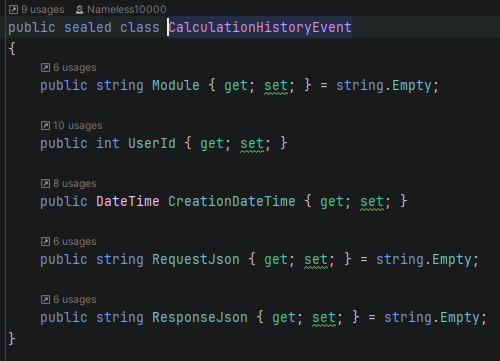 9 usages Nameless10000
public sealed class CalculationHistoryEvent
{
6 usages
public string Module { get; set; } = string.Empty;
10 usages
public int UserId { get; set; }
8 usages
public DateTime CreationDateTime { get; set; }
6 usages
public string RequestJson { get; set; } = string.Empty;
6 usages
public string ResponseJson { get; set; } = string.Empty;
}